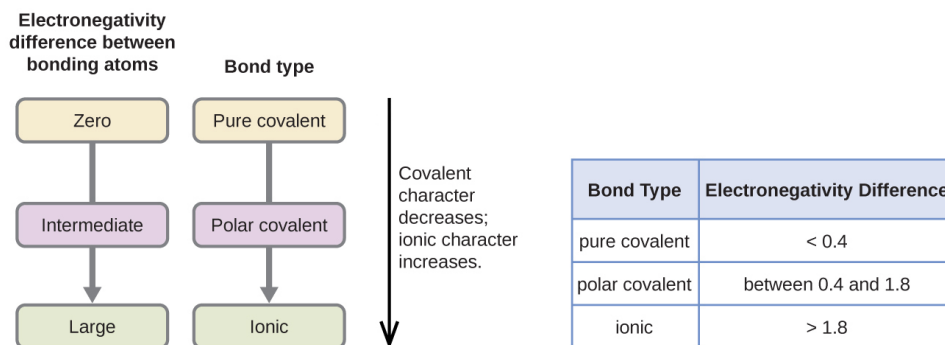 Electronegativity
difference between
bonding atoms
Bond type
Zero
Pure covalent
Intermediate
Polar covalent
Large
Ionic
Covalent
character
decreases;
ionic character
increases.
Bond Type Electronegativity Difference
pure covalent < 0.4
polar covalent between 0.4 and 1.8
ionic > 1.8